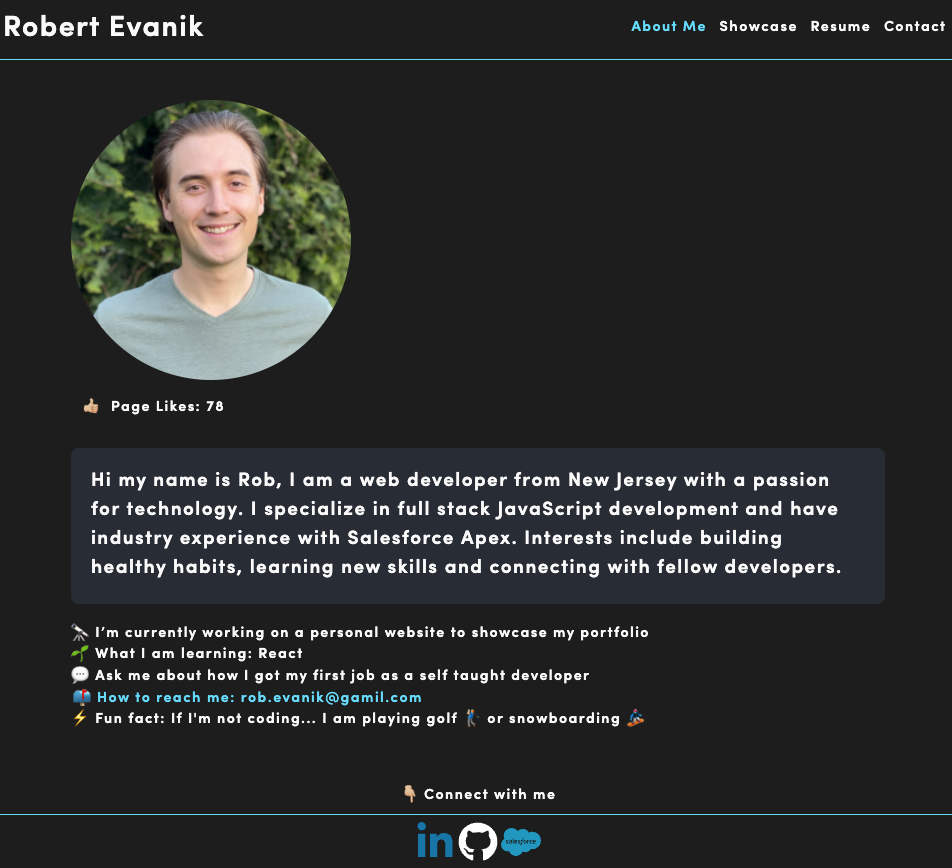 Robert Evanik
About Me Showcase Resume Contact
👍🏼 Page Likes: 78
Hi my name is Rob, I am a web developer from New Jersey with a passion
for technology. I specialize in full stack JavaScript development and have
industry experience with Salesforce Apex. Interests include building
healthy habits, learning new skills and connecting with fellow developers.
🔭 I’m currently working on a personal website to showcase my portfolio
🌱 What I am learning: React
💬 Ask me about how I got my first job as a self taught developer
📫 How to reach me: rob.evanik@gamil.com
⚡ Fun fact: If I'm not coding... I am playing golf 🏌🏽 or snowboarding 🏂🏽
👇🏼 Connect with me
in
salesforce